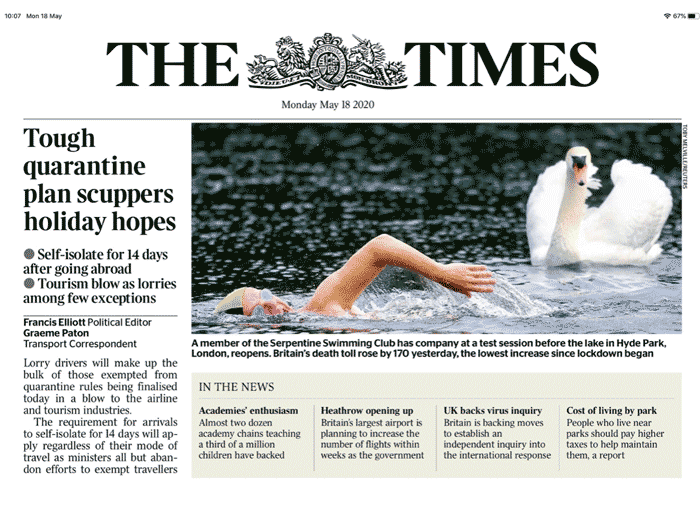 10:07 Mon 18 May
67%
THE TIMES
Monday May 18 2020
Tough
quarantine
plan scuppers
holiday hopes
Self-isolate for 14 days
after going abroad
Tourism blow as lorries
among few exceptions
Francis Elliott Political Editor
Graeme Paton
Transport Correspondent
Lorry drivers will make up the
bulk of those exempted from
quarantine rules being finalised
today in a blow to the airline
and tourism industries.
The requirement for arrivals
to self-isolate for 14 days will ap-
ply regardless of their mode of
travel as ministers all but aban-
don efforts to exempt travellers
TOBY MELVILLE/REUTERS
A member of the Serpentine Swimming Club has company at a test session before the lake in Hyde Park,
London, reopens. Britain's death toll rose by 170 yesterday, the lowest increase since lockdown began
IN THE NEWS
Academies' enthusiasm
Almost two dozen
academy chains teaching
a third of a million
children have backed
Heathrow opening up
Britain's largest airport is
planning to increase the
number of flights within
weeks as the government
UK backs virus inquiry
Britain is backing moves
to establish an
independent inquiry into
the international response
Cost of living by park
People who live near
parks should pay higher
taxes to help maintain
them, a report